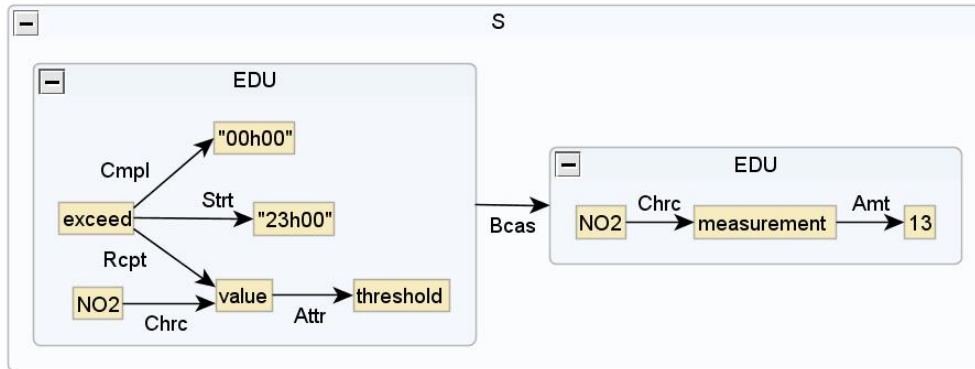 S
EDU
"00h00"
Cmpl
Strt
exceed
"23h00"
Rcpt
NO2
value
threshold
Chrc
Attr
Bcas
EDU
Chrc
Amt
NO2
measurement
13